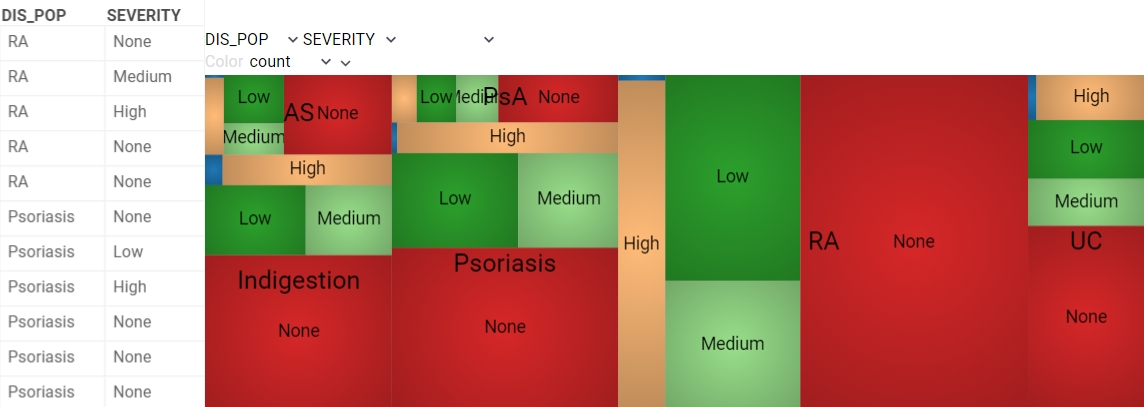 DIS_POP SEVERITY
RA None
RA Medium
RA High
RA None
RA None
Psoriasis None
Psoriasis Low
Psoriasis High
Psoriasis None
Psoriasis None
Psoriasis None
DIS_POP SEVERITY
Color count
Low AS None
Medium
High
Low Medium
Indigestion
None
Low Medium PsA None
High
Low Medium
Psoriasis
None
High
Low
Medium
RA None
High
Low
Medium
UC
None